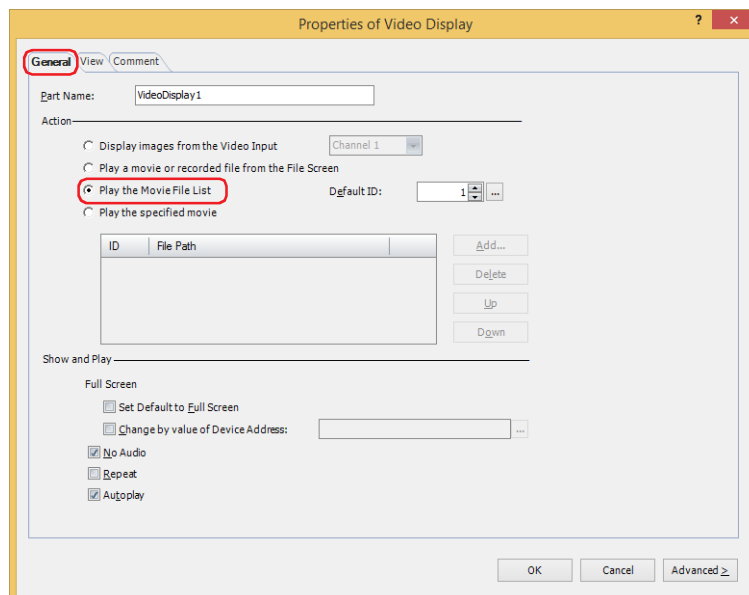 Properties of Video Display
General View Comment
Part Name: VideoDisplay1
Action
Display images from the Video Input Channel 1
Play a movie or recorded file from the File Screen
Play the Movie File List Default ID: 1 ...
Play the specified movie
ID File Path
Add...
Delete
Up
Down
Show and Play
Full Screen
Set Default to Full Screen
Change by value of Device Address: ...
No Audio
Repeat
Autoplay
OK Cancel Advanced >